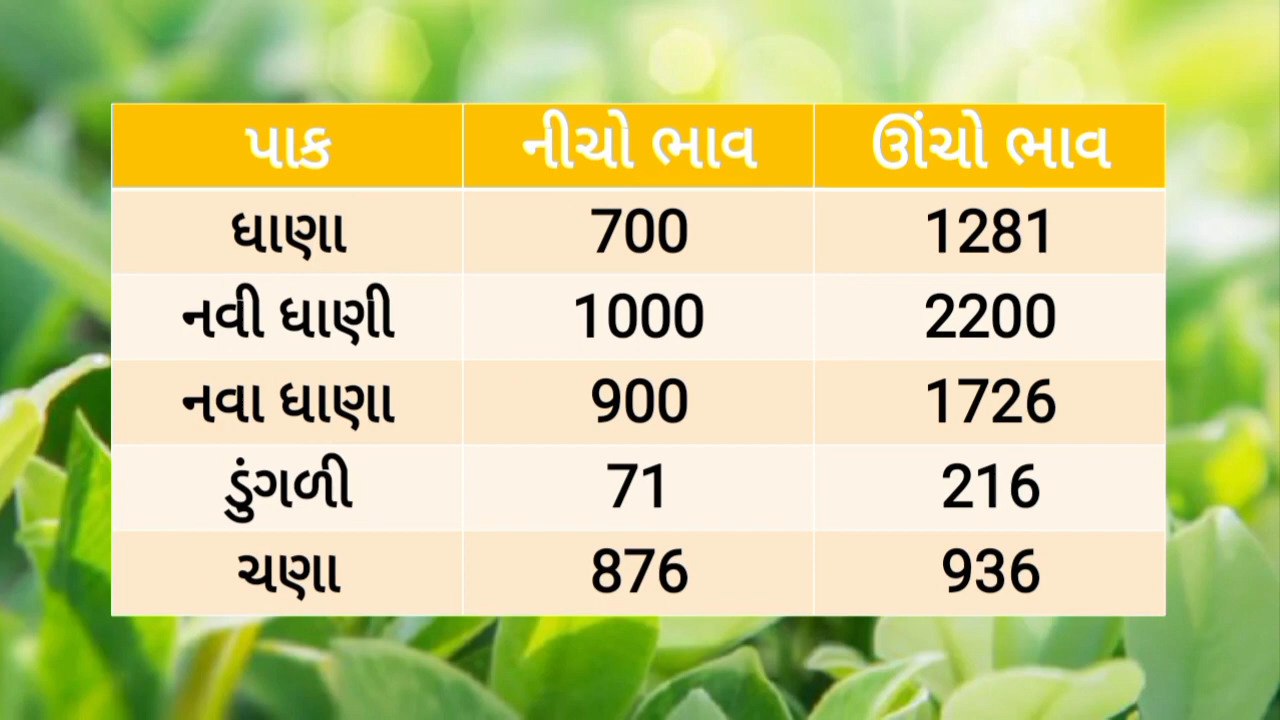 પાક નીચો ભાવ ઊંચો ભાવ
ધાણા 700 1281
નવી ધાણી 1000 2200
નવા ધાણા 900 1726
ડુંગળી 71 216
ચણા 876 936